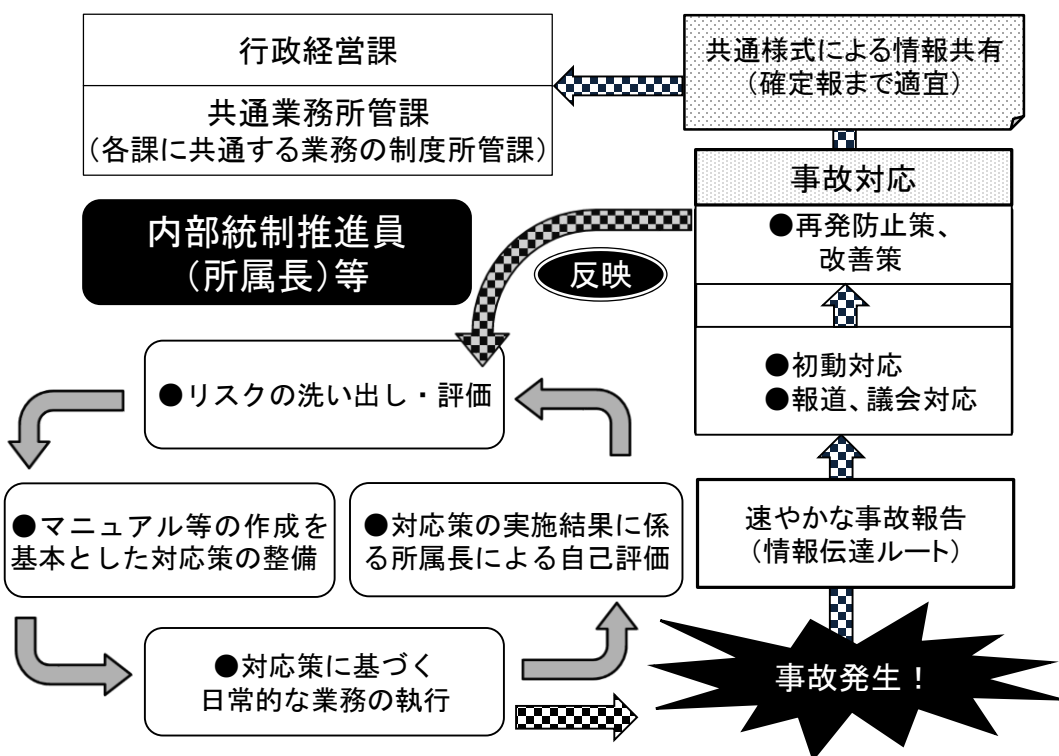 行政経営課
共通業務所管課
(各課に共通する業務の制度所管課)
共通様式による情報共有
(確定報まで適宜)
事故対応
●再発防止策、
改善策
内部統制推進員
(所属長)等
反映
●初動対応
●報道、議会対応
●リスクの洗い出し・評価
●マニュアル等の作成を
基本とした対応策の整備
●対応策の実施結果に係
る所属長による自己評価
速やかな事故報告
(情報伝達ルート)
●対応策に基づく
日常的な業務の執行
事故発生!